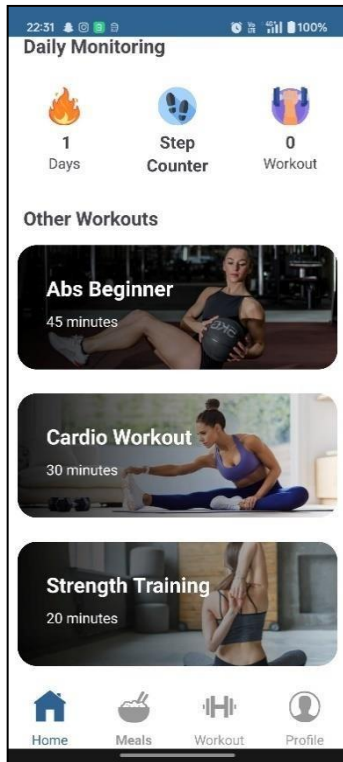 22:31 100%
Daily Monitoring
1
Days
Step
Counter
0
Workout
Other Workouts
Abs Beginner
45 minutes
Cardio Workout
30 minutes
Strength Training
20 minutes
Home Meals Workout Profile